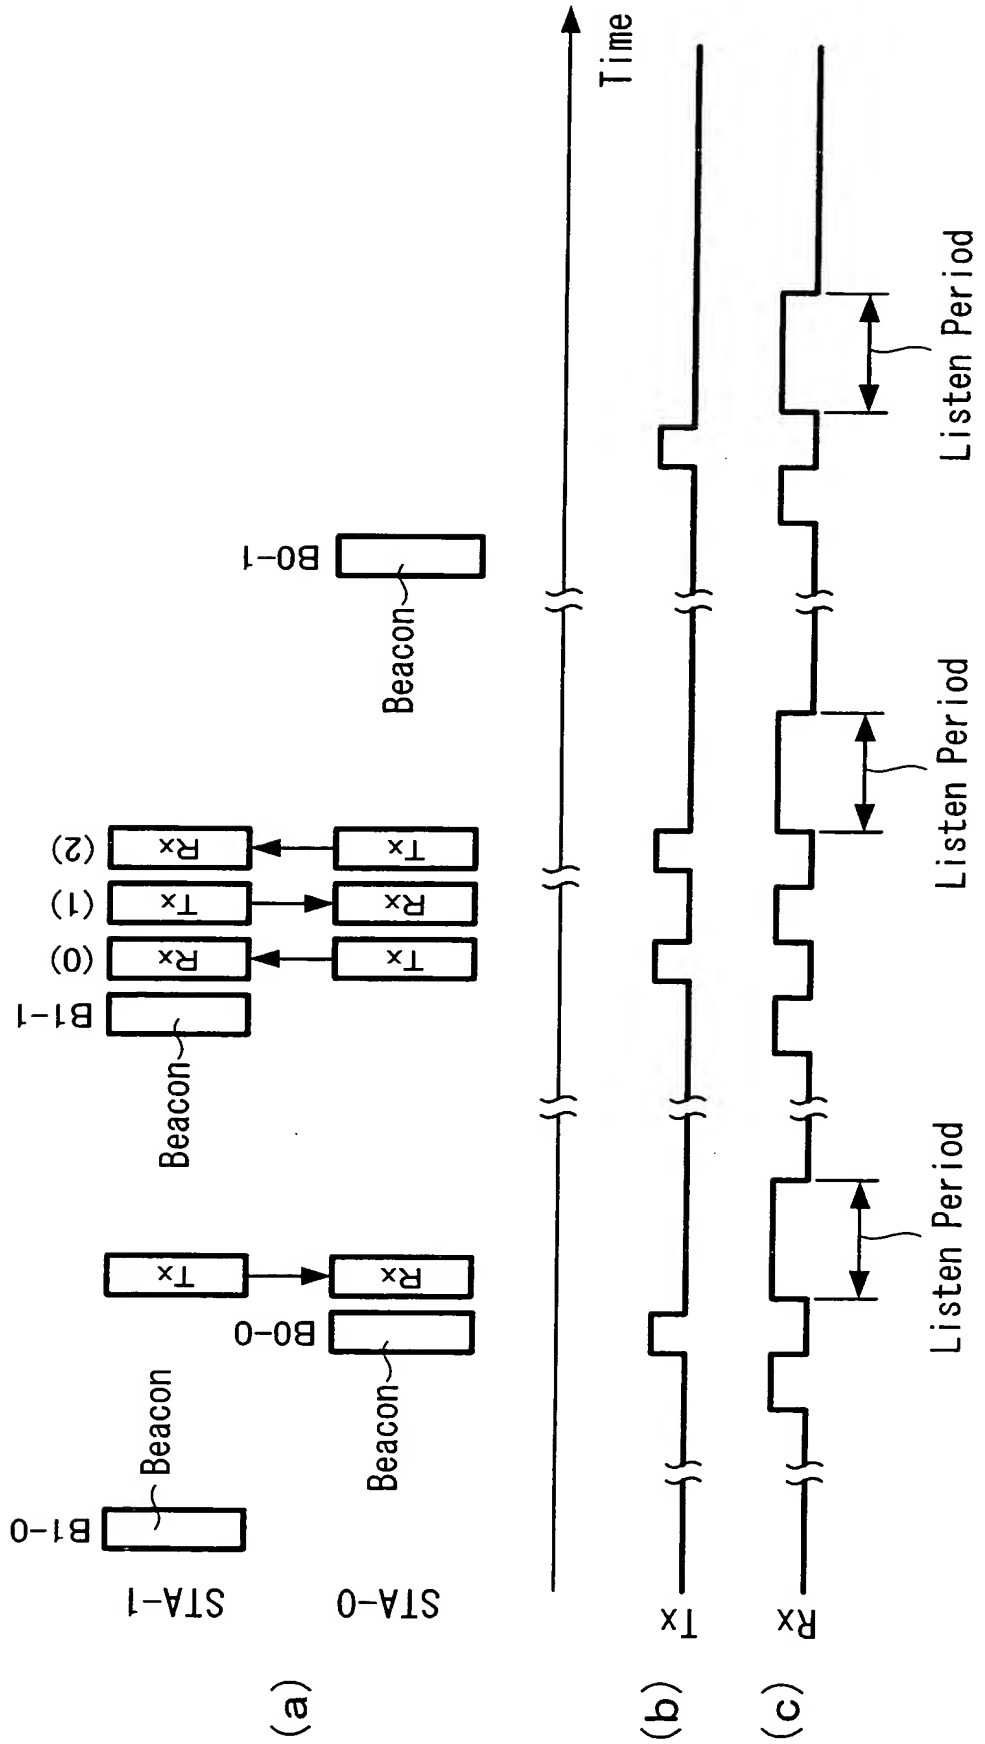 (a)
STA-1
B1-0
Beacon
Tx
B1-1
Beacon
(0)
Rx
(1)
Tx
(2)
Rx
STA-0
B0-0
Beacon
Rx
Tx
Rx
Tx
B0-1
Beacon
Time
(b)
Tx
(c)
Rx
Listen Period
Listen Period
Listen Period